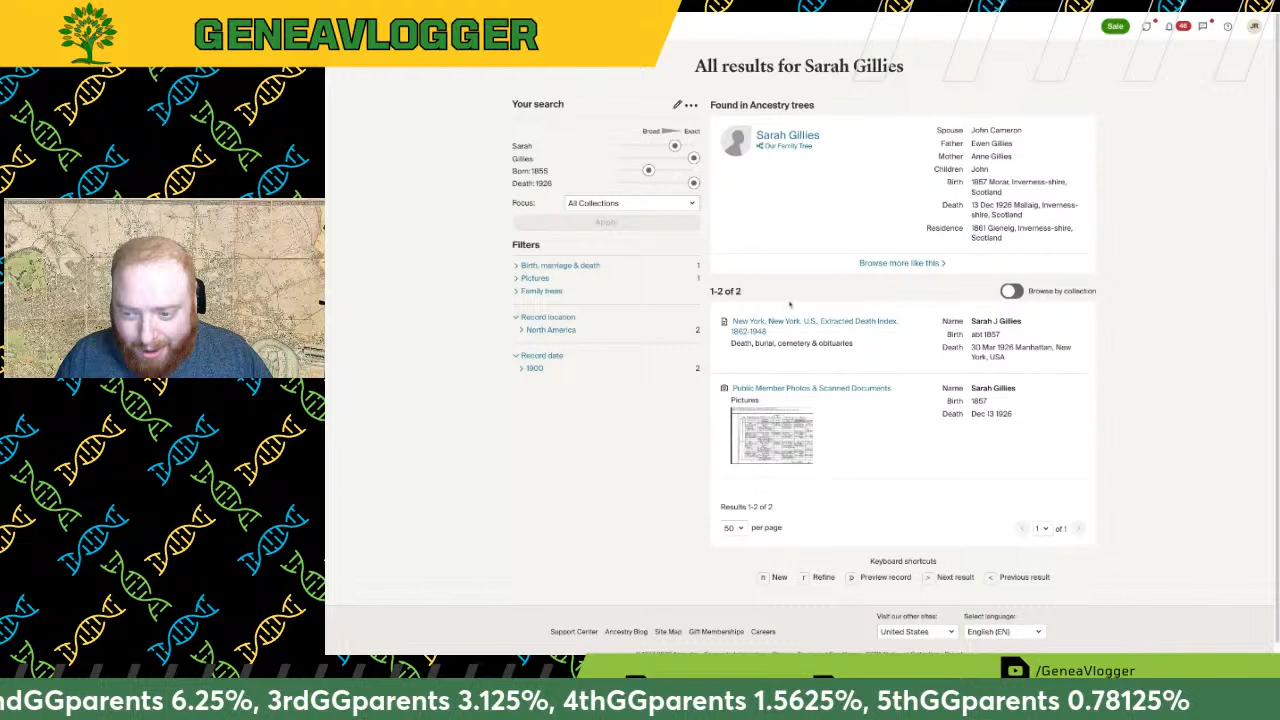 GENEAVLOGGER
Sale
46
JR
All results for Sarah Gillies
Your search
Broad Exact
Sarah
Gillies
Born: 1855
Death: 1926
Focus: All Collections
Apply
Filters
Birth, marriage & death 1
Pictures 1
Family trees
Record location
North America 2
Record date
1900 2
Found in Ancestry trees
Sarah Gillies
Our Family Tree
Spouse John Cameron
Father Ewen Gillies
Mother Anne Gillies
Children John
Birth 1857 Morar, Inverness-shire,
Scotland
Death 13 Dec 1926 Mallaig, Inverness-
shire, Scotland
Residence 1861 Glenelg, Inverness-shire,
Scotland
Browse more like this
1-2 of 2
Browse by collection
New York, New York, U.S., Extracted Death Index,
1862-1948
Death, burial, cemetery & obituaries
Name Sarah J Gillies
Birth abt 1857
Death 30 Mar 1926 Manhattan, New
York, USA
Public Member Photos & Scanned Documents
Pictures
Name Sarah Gillies
Birth 1857
Death Dec 13 1926
Results 1-2 of 2
50 per page
1 of 1
Keyboard shortcuts
n New r Refine p Preview record > Next result < Previous result
Visit our other sites: Select language:
Support Center Ancestry Blog Site Map Gift Memberships Careers
United States English (EN)
/GeneaVlogger
ndGGparents 6.25%, 3rdGGparents 3.125%, 4thGGparents 1.5625%, 5thGGparents 0.78125%